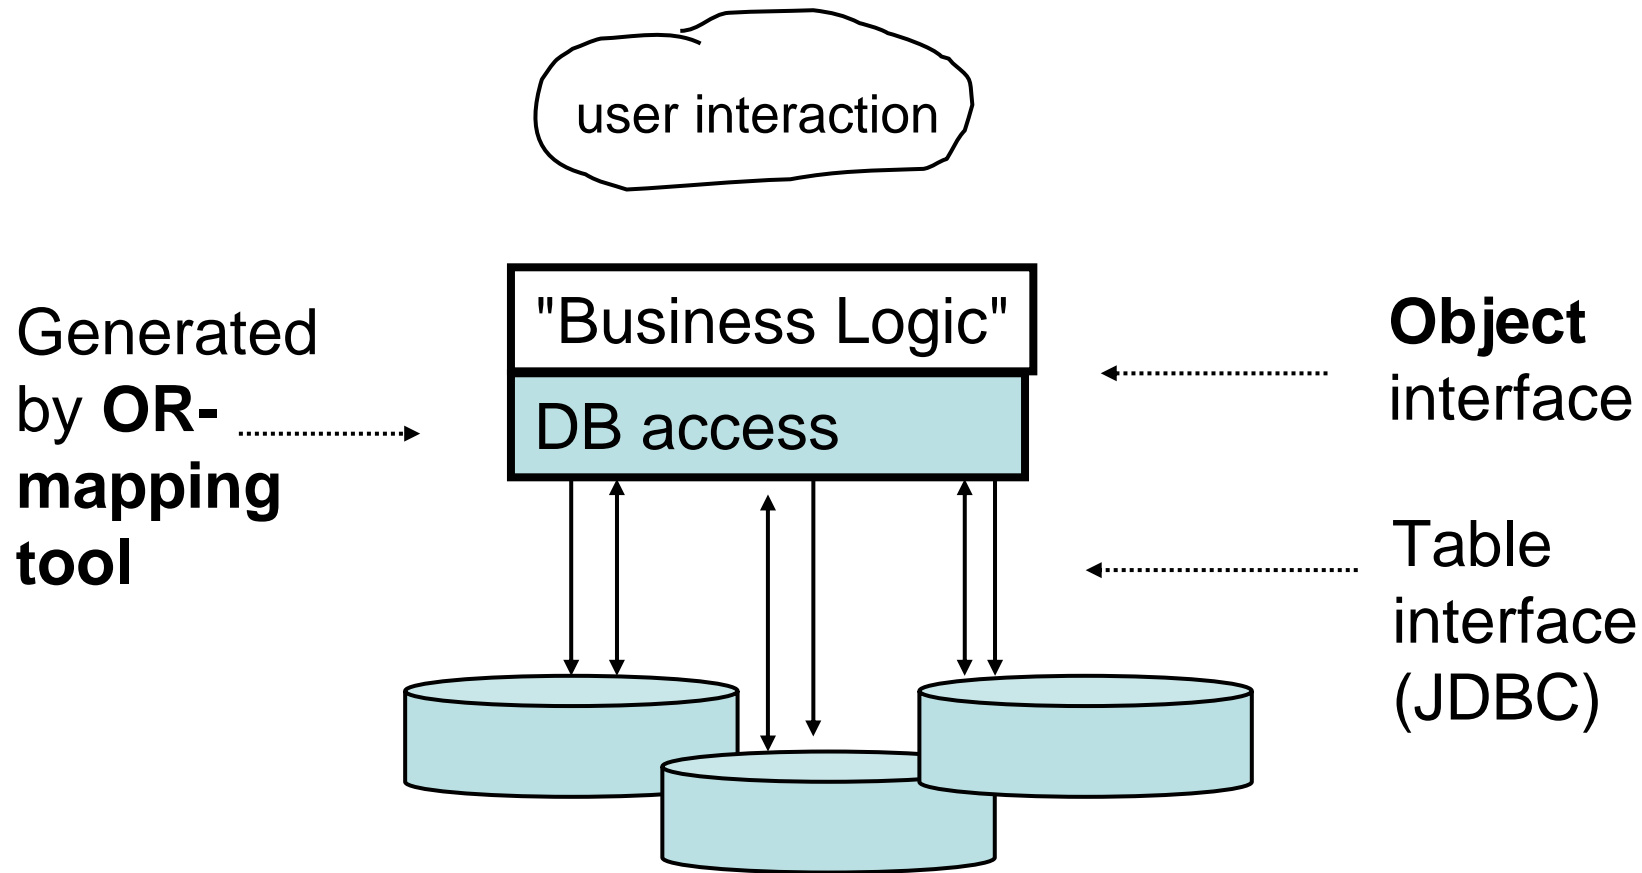 user interaction
Generated
by OR-
mapping
tool
"Business Logic"
DB access
Object
interface
Table
interface
(JDBC)